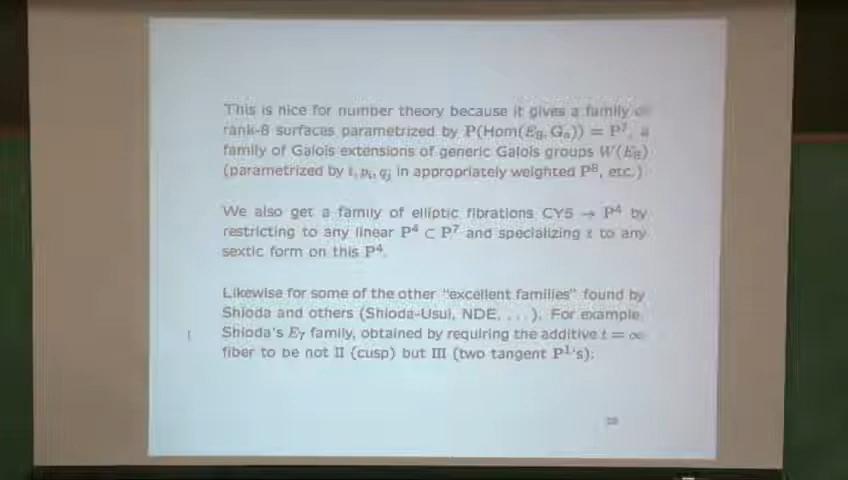 This is nice for number theory because it gives a family of
rank-8 surfaces parametrized by P(Hom(E₈, Gₐ)) = P⁷, a
family of Galois extensions of generic Galois groups W(E₈)
(parametrized by t, pᵢ, qⱼ in appropriately weighted P⁸, etc.)
We also get a family of elliptic fibrations CY5 → P⁴ by
restricting to any linear P⁴ ⊂ P⁷ and specializing t to any
sextic form on this P⁴.
Likewise for some of the other "excellent families" found by
Shioda and others (Shioda-Usui, NDE, ...). For example
Shioda's E₇ family, obtained by requiring the additive t = ∞
fiber to be not II (cusp) but III (two tangent P¹'s):